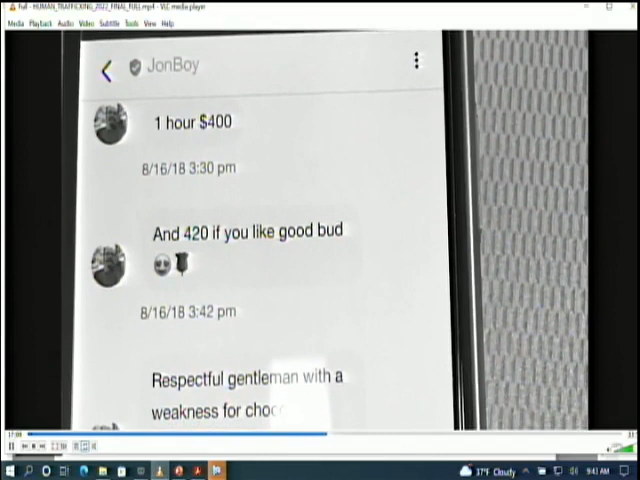 Full - HUMAN_TRAFFICKING_2022_FINAL_FULL.mp4 - VLC media player
Media Playback Audio Video Subtitle Tools View Help
JonBoy
1 hour $400
8/16/18 3:30 pm
And 420 if you like good bud
8/16/18 3:42 pm
Respectful gentleman with a
weakness for choc
37°F Cloudy
9:43 AM